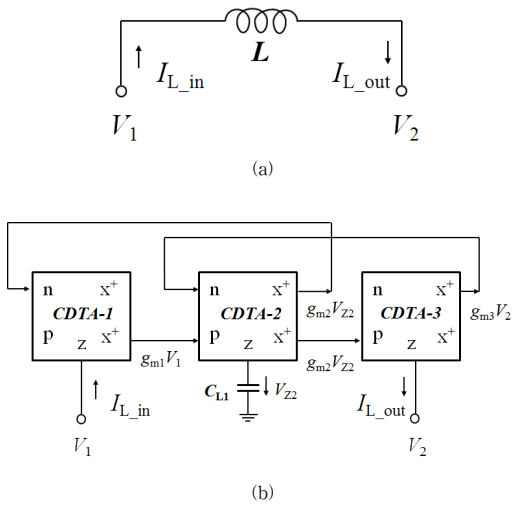 L
I_L_in
I_L_out
V_1
V_2
(a)
n x^+ n x^+ n x^+
CDTA-1 CDTA-2 g_m2V_Z2 CDTA-3 g_m3V_2
p z x^+ p z x^+ p z x^+
g_m1V_1 g_m2V_Z2
C_L1 V_Z2
I_L_in I_L_out
V_1 V_2
(b)